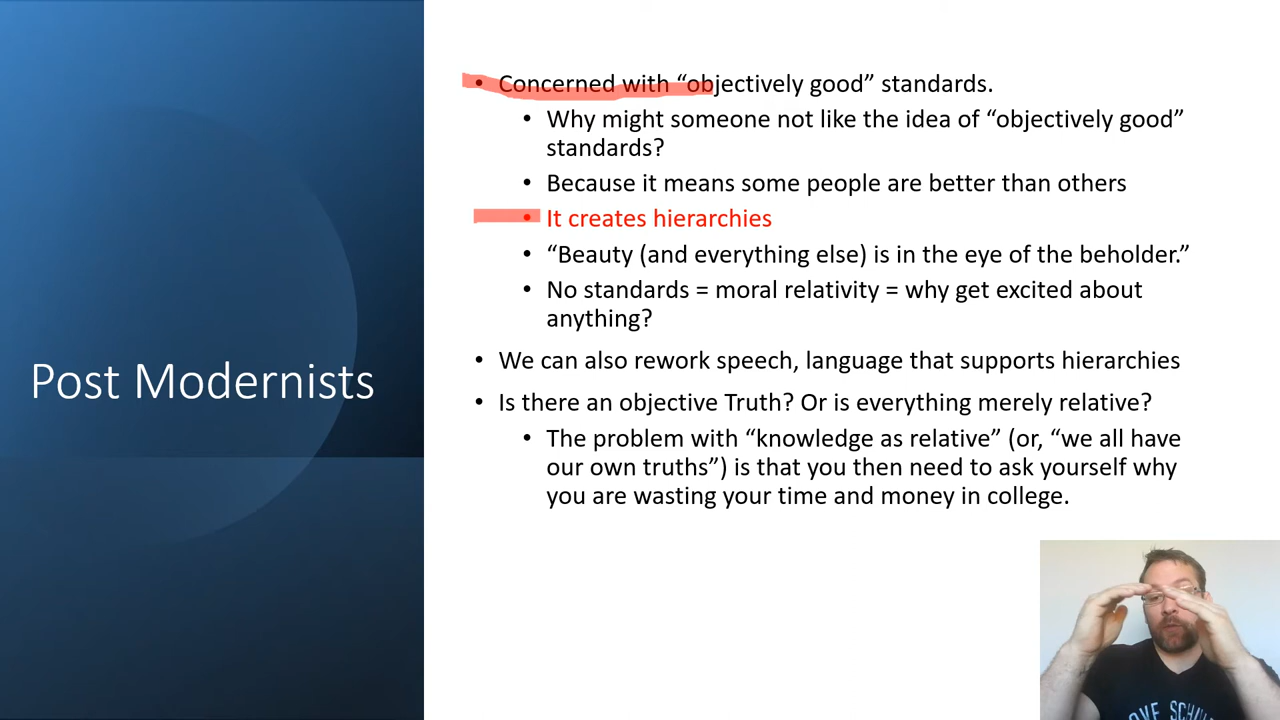 Post Modernists
• Concerned with “objectively good” standards.
• Why might someone not like the idea of “objectively good”
standards?
• Because it means some people are better than others
• It creates hierarchies
• “Beauty (and everything else) is in the eye of the beholder.”
• No standards = moral relativity = why get excited about
anything?
• We can also rework speech, language that supports hierarchies
• Is there an objective Truth? Or is everything merely relative?
• The problem with “knowledge as relative” (or, “we all have
our own truths”) is that you then need to ask yourself why
you are wasting your time and money in college.